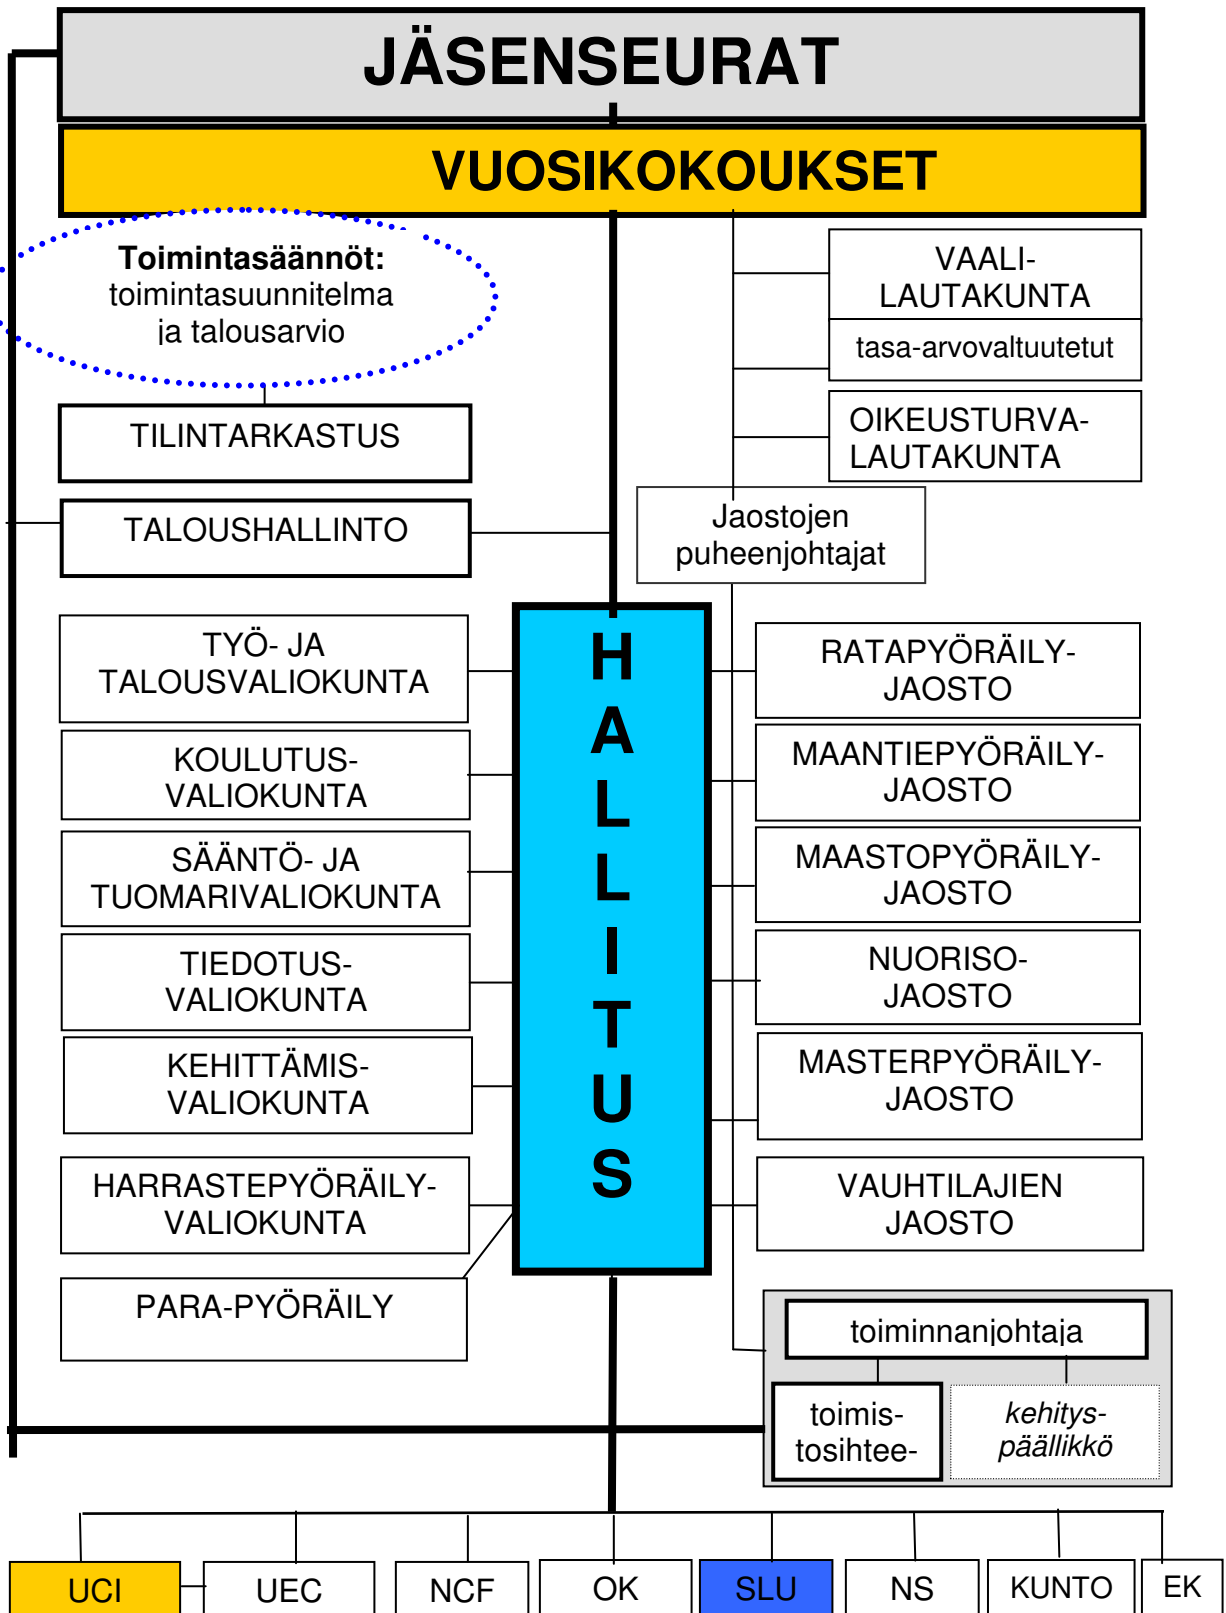 JÄSENSEURAT
VUOSIKOKOUKSET
Toimintasäännöt:
toimintasuunnitelma
ja talousarvio
VAALI-
LAUTAKUNTA
tasa-arvovaltuutetut
TILINTARKASTUS
OIKEUSTURVA-
LAUTAKUNTA
TALOUSHALLINTO
Jaostojen
puheenjohtajat
HALLITUS
TYÖ- JA
TALOUSVALIOKUNTA
KOULUTUS-
VALIOKUNTA
SÄÄNTÖ- JA
TUOMARIVALIOKUNTA
TIEDOTUS-
VALIOKUNTA
KEHITTÄMIS-
VALIOKUNTA
HARRASTEPYÖRÄILY-
VALIOKUNTA
PARA-PYÖRÄILY
RATAPYÖRÄILY-
JAOSTO
MAANTIEPYÖRÄILY-
JAOSTO
MAASTOPYÖRÄILY-
JAOSTO
NUORISO-
JAOSTO
MASTERPYÖRÄILY-
JAOSTO
VAUHTILAJIEN
JAOSTO
toiminnanjohtaja
toimis-
tosihtee-
kehitys-
päällikkö
UCI
UEC
NCF
OK
SLU
NS
KUNTO
EK